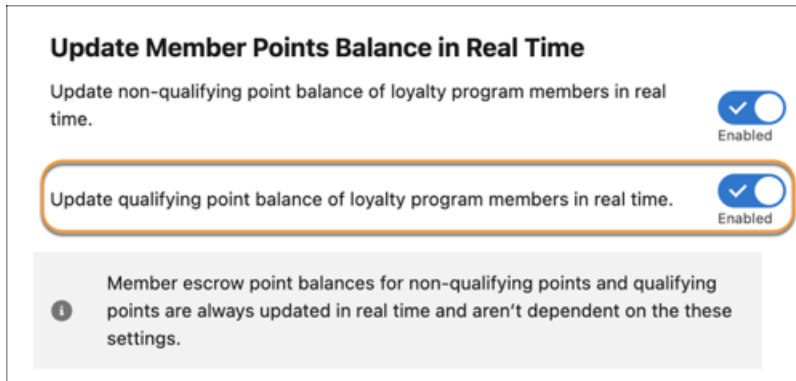 Update Member Points Balance in Real Time
Update non-qualifying point balance of loyalty program members in real
time.
Enabled
Update qualifying point balance of loyalty program members in real time.
Enabled
Member escrow point balances for non-qualifying points and qualifying
points are always updated in real time and aren’t dependent on the these
settings.